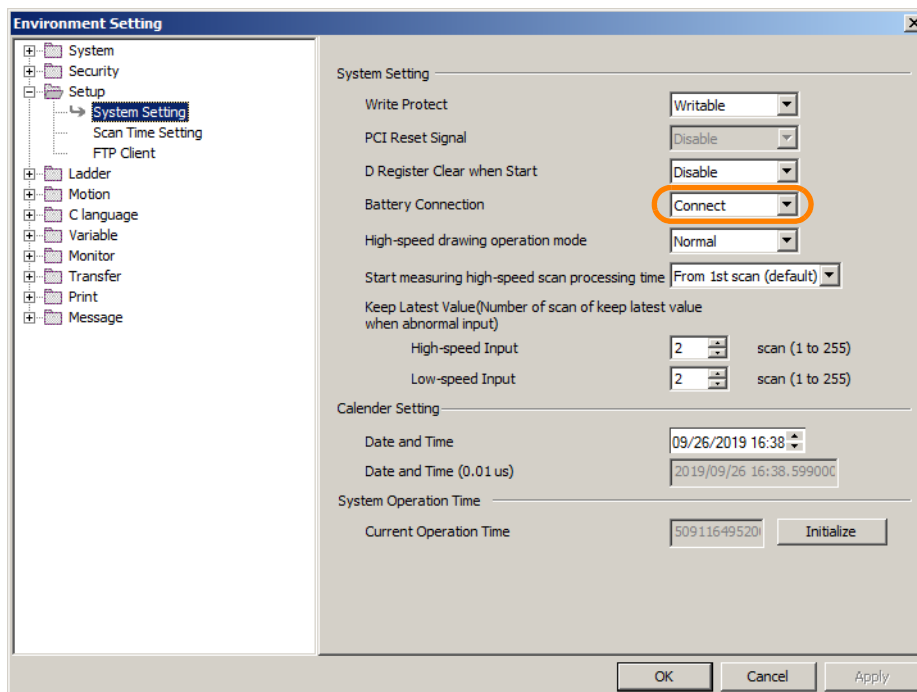 Environment Setting
System
Security
Setup
System Setting
Scan Time Setting
FTP Client
Ladder
Motion
C language
Variable
Monitor
Transfer
Print
Message
System Setting
Write Protect Writable
PCI Reset Signal Disable
D Register Clear when Start Disable
Battery Connection Connect
High-speed drawing operation mode Normal
Start measuring high-speed scan processing time From 1st scan (default)
Keep Latest Value(Number of scan of keep latest value
when abnormal input)
High-speed Input 2 scan (1 to 255)
Low-speed Input 2 scan (1 to 255)
Calender Setting
Date and Time 09/26/2019 16:38
Date and Time (0.01 us) 2019/09/26 16:38.599000
System Operation Time
Current Operation Time 50911649520 Initialize
OK Cancel Apply